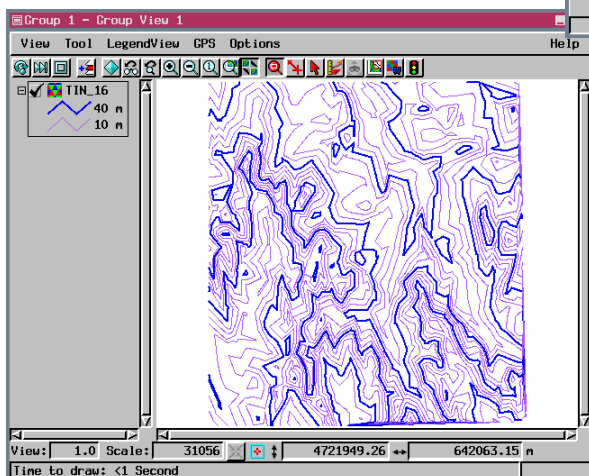 Group 1 - Group View 1
View Tool LegendView GPS Options Help
TIN_16
40 m
10 m
View: 1.0 Scale: 31056 4721949.26 642063.15 m
Time to draw: <1 Second